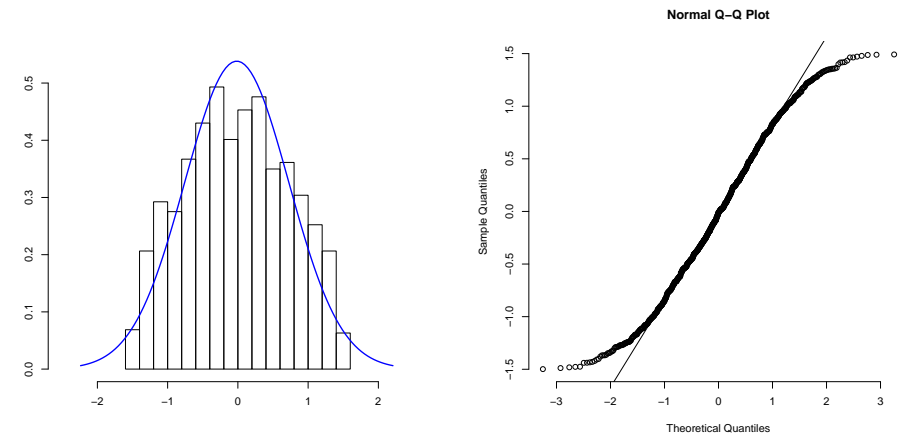 Normal Q−Q Plot
0.0 0.1 0.2 0.3 0.4 0.5
−2 −1 0 1 2
Sample Quantiles
−1.5 −1.0 −0.5 0.0 0.5 1.0 1.5
−3 −2 −1 0 1 2 3
Theoretical Quantiles